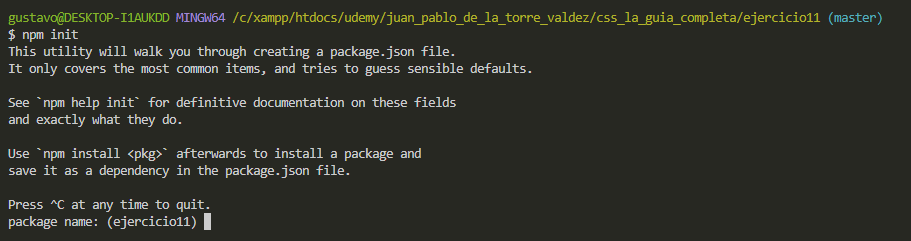 gustavo@DESKTOP-I1AUKDD MINGW64 /c/xampp/htdocs/udemy/juan_pablo_de_la_torre_valdez/css_la_guia_completa/ejercicio11 (master)
$ npm init
This utility will walk you through creating a package.json file.
It only covers the most common items, and tries to guess sensible defaults.
See `npm help init` for definitive documentation on these fields
and exactly what they do.
Use `npm install <pkg>` afterwards to install a package and
save it as a dependency in the package.json file.
Press ^C at any time to quit.
package name: (ejercicio11)